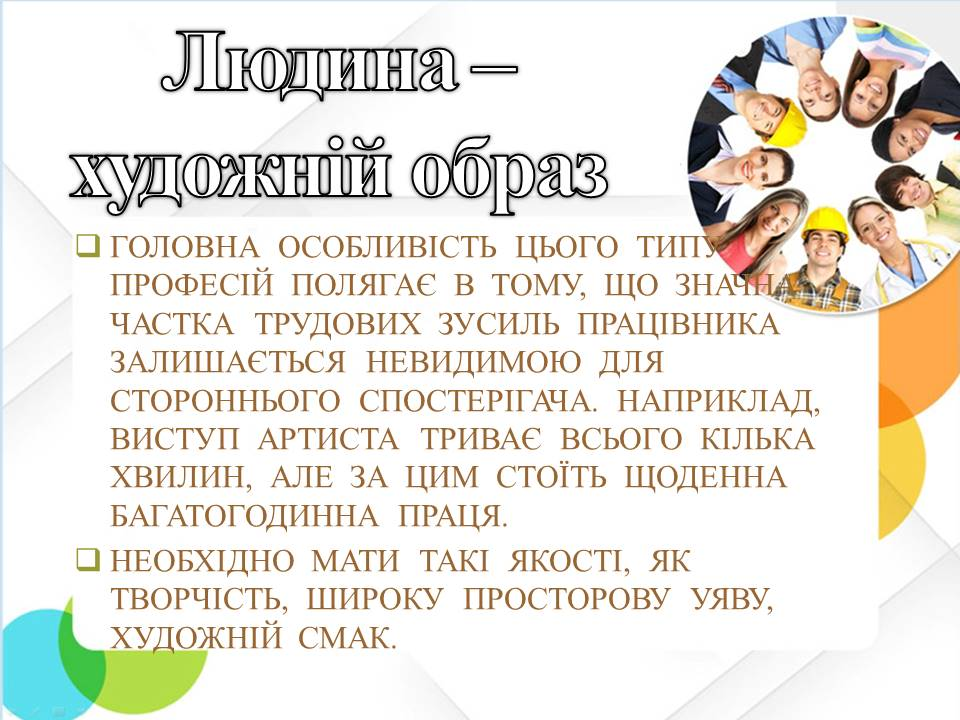 Людина –
художній образ
ГОЛОВНА ОСОБЛИВІСТЬ ЦЬОГО ТИПУ
ПРОФЕСІЙ ПОЛЯГАЄ В ТОМУ, ЩО ЗНАЧНА
ЧАСТКА ТРУДОВИХ ЗУСИЛЬ ПРАЦІВНИКА
ЗАЛИШАЄТЬСЯ НЕВИДИМОЮ ДЛЯ
СТОРОННЬОГО СПОСТЕРІГАЧА. НАПРИКЛАД,
ВИСТУП АРТИСТА ТРИВАЄ ВСЬОГО КІЛЬКА
ХВИЛИН, АЛЕ ЗА ЦИМ СТОЇТЬ ЩОДЕННА
БАГАТОГОДИННА ПРАЦЯ.
НЕОБХІДНО МАТИ ТАКІ ЯКОСТІ, ЯК
ТВОРЧІСТЬ, ШИРОКУ ПРОСТОРОВУ УЯВУ,
ХУДОЖНІЙ СМАК.